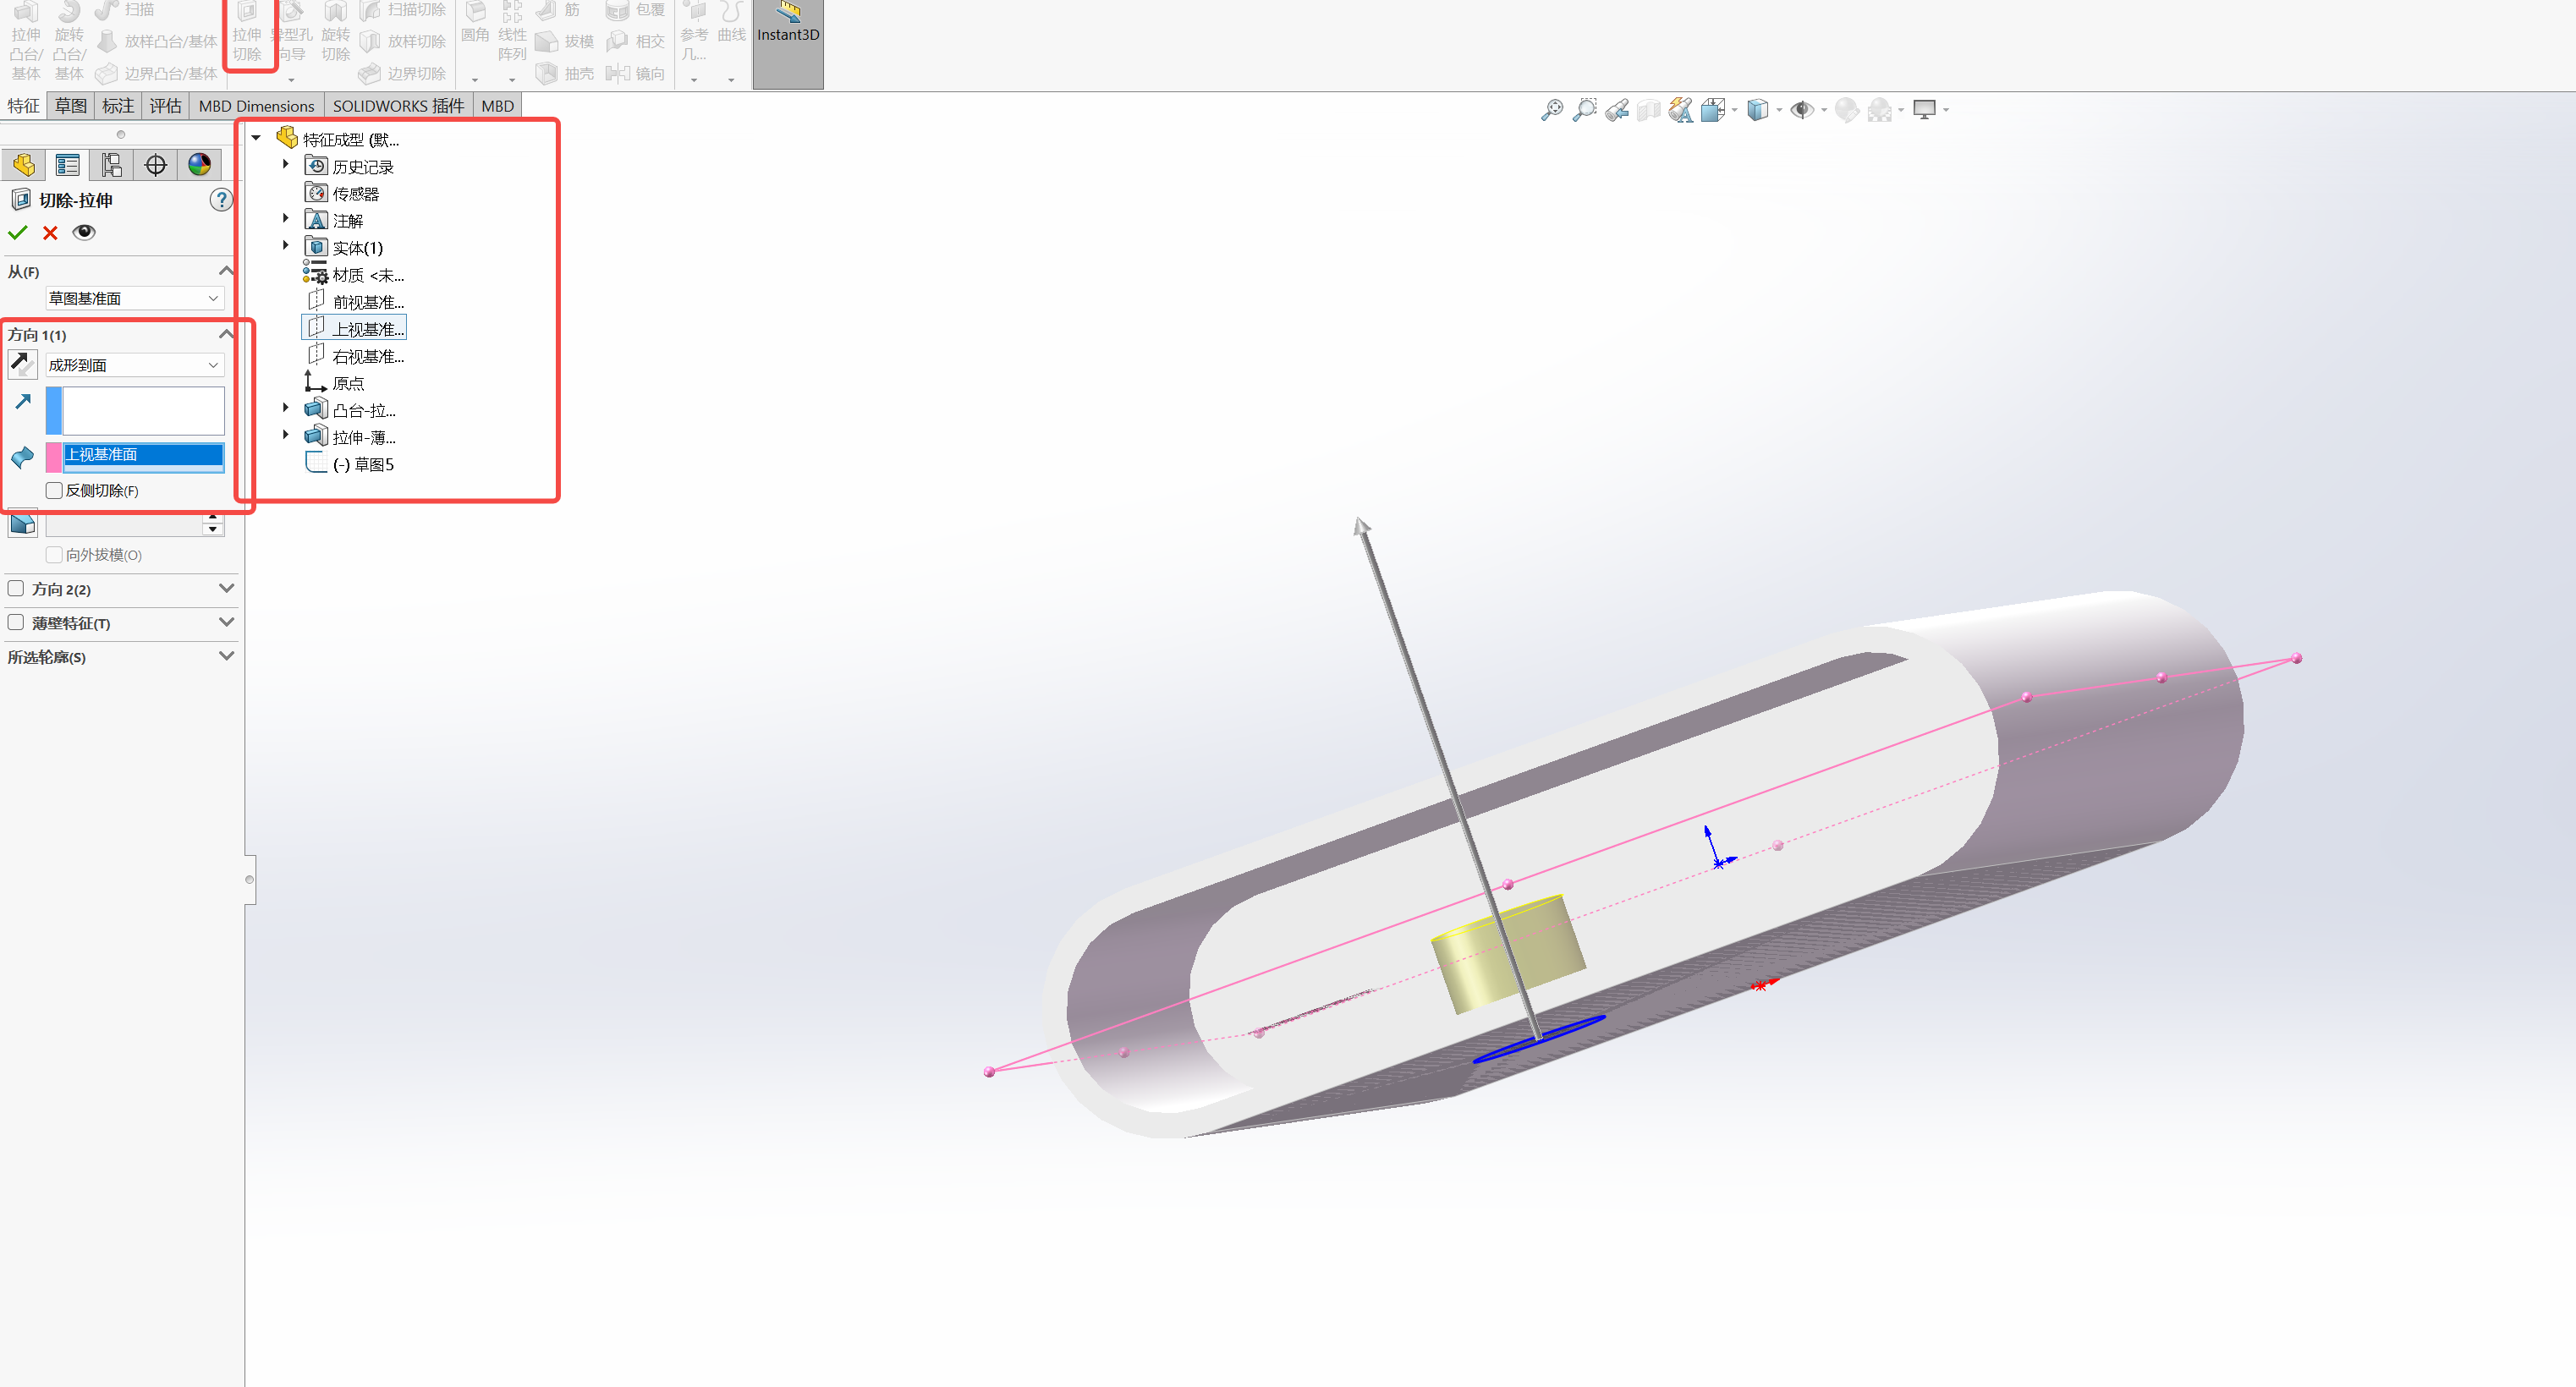 拉伸凸台/基体
旋转凸台/基体
扫描
放样凸台/基体
边界凸台/基体
拉伸切除
异型孔向导
旋转切除
扫描切除
放样切除
边界切除
圆角
线性阵列
筋
拔模
抽壳
包覆
相交
镜向
参考几...
曲线
Instant3D
特征
草图
标注
评估
MBD Dimensions
SOLIDWORKS 插件
MBD
切除-拉伸
?
从(F)
草图基准面
方向 1(1)
成形到面
上视基准面
反侧切除(F)
向外拔模(O)
方向 2(2)
薄壁特征(T)
所选轮廓(S)
特征成型 (默...
历史记录
传感器
注解
实体(1)
材质 <未...
前视基准...
上视基准...
右视基准...
原点
凸台-拉...
拉伸-薄...
(-) 草图5